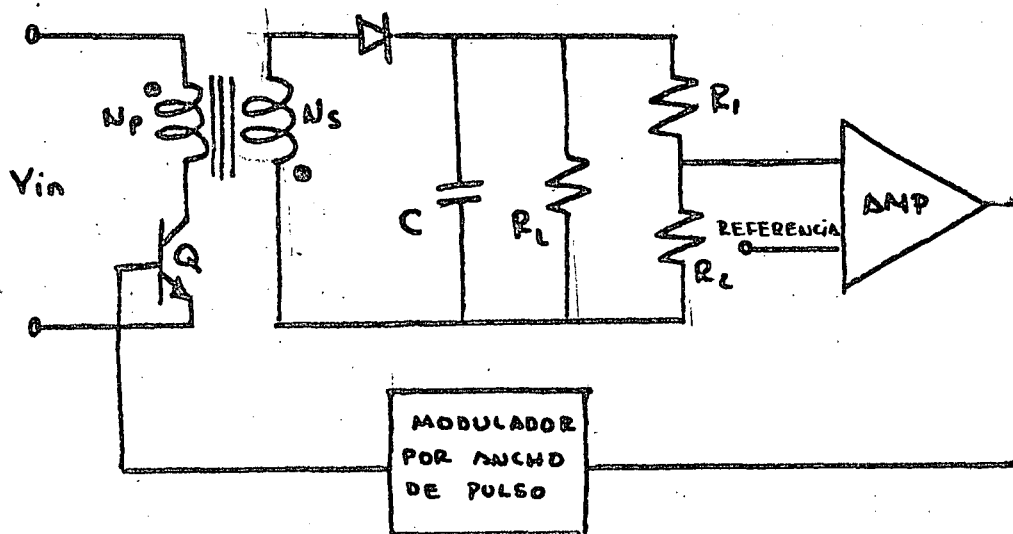 Np
Ns
Vin
Q
C
RL
R1
R2
REFERENCIA
AMP
MODULADOR
POR ANCHO
DE PULSO